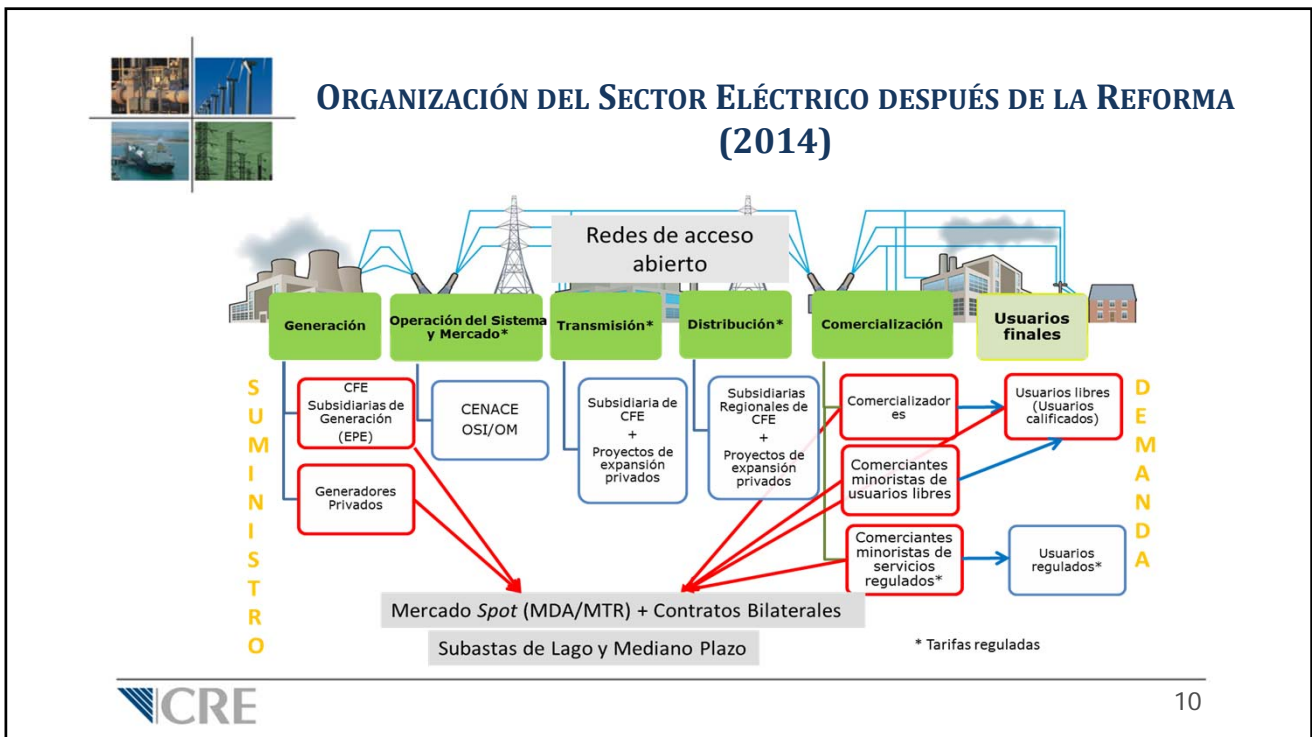 ORGANIZACIÓN DEL SECTOR ELÉCTRICO DESPUÉS DE LA REFORMA
(2014)
Redes de acceso
abierto
Generación
Operación del Sistema
y Mercado*
Transmisión*
Distribución*
Comercialización
Usuarios
finales
SUMINISTRO
CFE
Subsidiarias de
Generación
(EPE)
Generadores
Privados
CENACE
OSI/OM
Subsidiaria de
CFE
+
Proyectos de
expansión
privados
Subsidiarias
Regionales de
CFE
+
Proyectos de
expansión
privados
Comercializador
es
Comerciantes
minoristas de
usuarios libres
Comerciantes
minoristas de
servicios
regulados*
Usuarios libres
(Usuarios
calificados)
Usuarios
regulados*
DEMANDA
Mercado Spot (MDA/MTR) + Contratos Bilaterales
Subastas de Lago y Mediano Plazo
* Tarifas reguladas
CRE
10